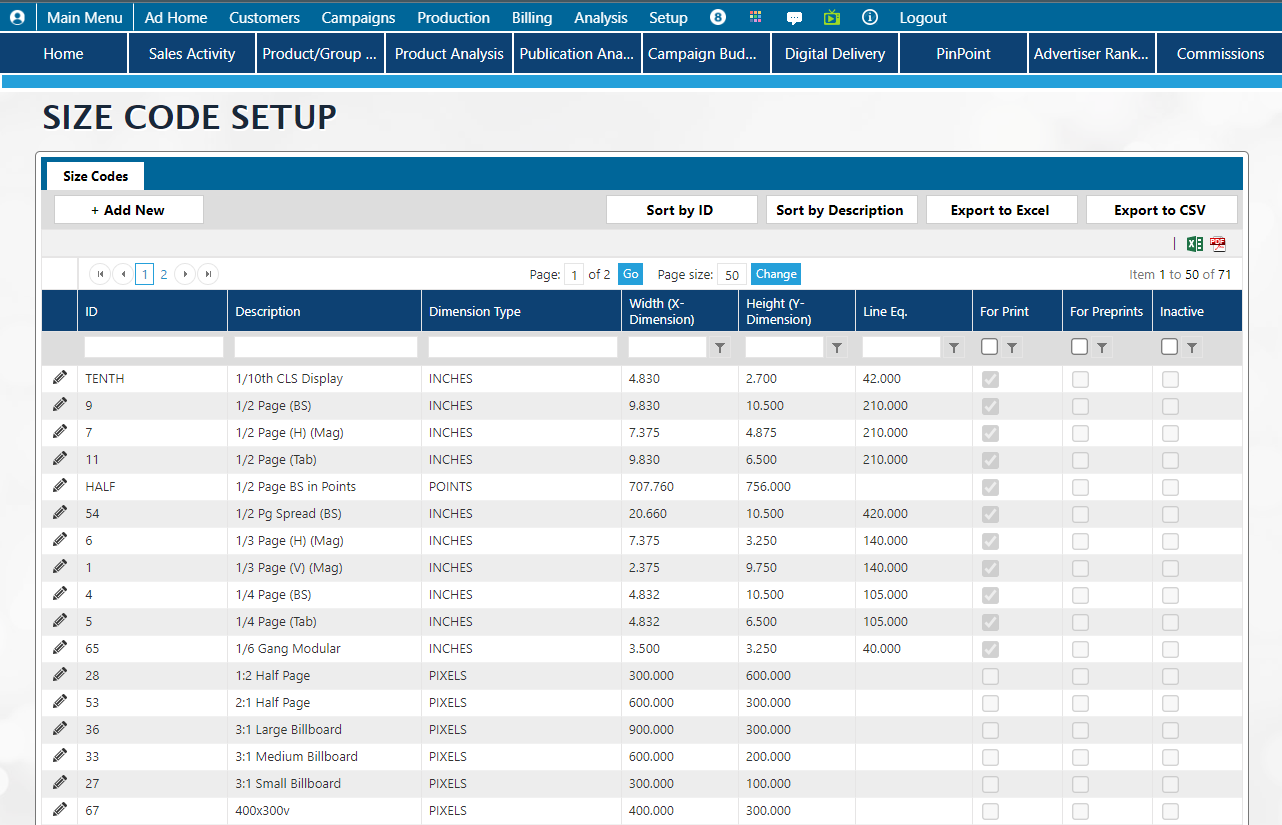 Main Menu Ad Home Customers Campaigns Production Billing Analysis Setup 8 Logout
Home Sales Activity Product/Group ... Product Analysis Publication Ana... Campaign Bud... Digital Delivery PinPoint Advertiser Rank... Commissions
SIZE CODE SETUP
Size Codes
+ Add New Sort by ID Sort by Description Export to Excel Export to CSV
1 2 Page: 1 of 2 Go Page size: 50 Change Item 1 to 50 of 71
ID Description Dimension Type Width (X-Dimension) Height (Y-Dimension) Line Eq. For Print For Preprints Inactive
TENTH 1/10th CLS Display INCHES 4.830 2.700 42.000
9 1/2 Page (BS) INCHES 9.830 10.500 210.000
7 1/2 Page (H) (Mag) INCHES 7.375 4.875 210.000
11 1/2 Page (Tab) INCHES 9.830 6.500 210.000
HALF 1/2 Page BS in Points POINTS 707.760 756.000
54 1/2 Pg Spread (BS) INCHES 20.660 10.500 420.000
6 1/3 Page (H) (Mag) INCHES 7.375 3.250 140.000
1 1/3 Page (V) (Mag) INCHES 2.375 9.750 140.000
4 1/4 Page (BS) INCHES 4.832 10.500 105.000
5 1/4 Page (Tab) INCHES 4.832 6.500 105.000
65 1/6 Gang Modular INCHES 3.500 3.250 40.000
28 1:2 Half Page PIXELS 300.000 600.000
53 2:1 Half Page PIXELS 600.000 300.000
36 3:1 Large Billboard PIXELS 900.000 300.000
33 3:1 Medium Billboard PIXELS 600.000 200.000
27 3:1 Small Billboard PIXELS 300.000 100.000
67 400x300v PIXELS 400.000 300.000